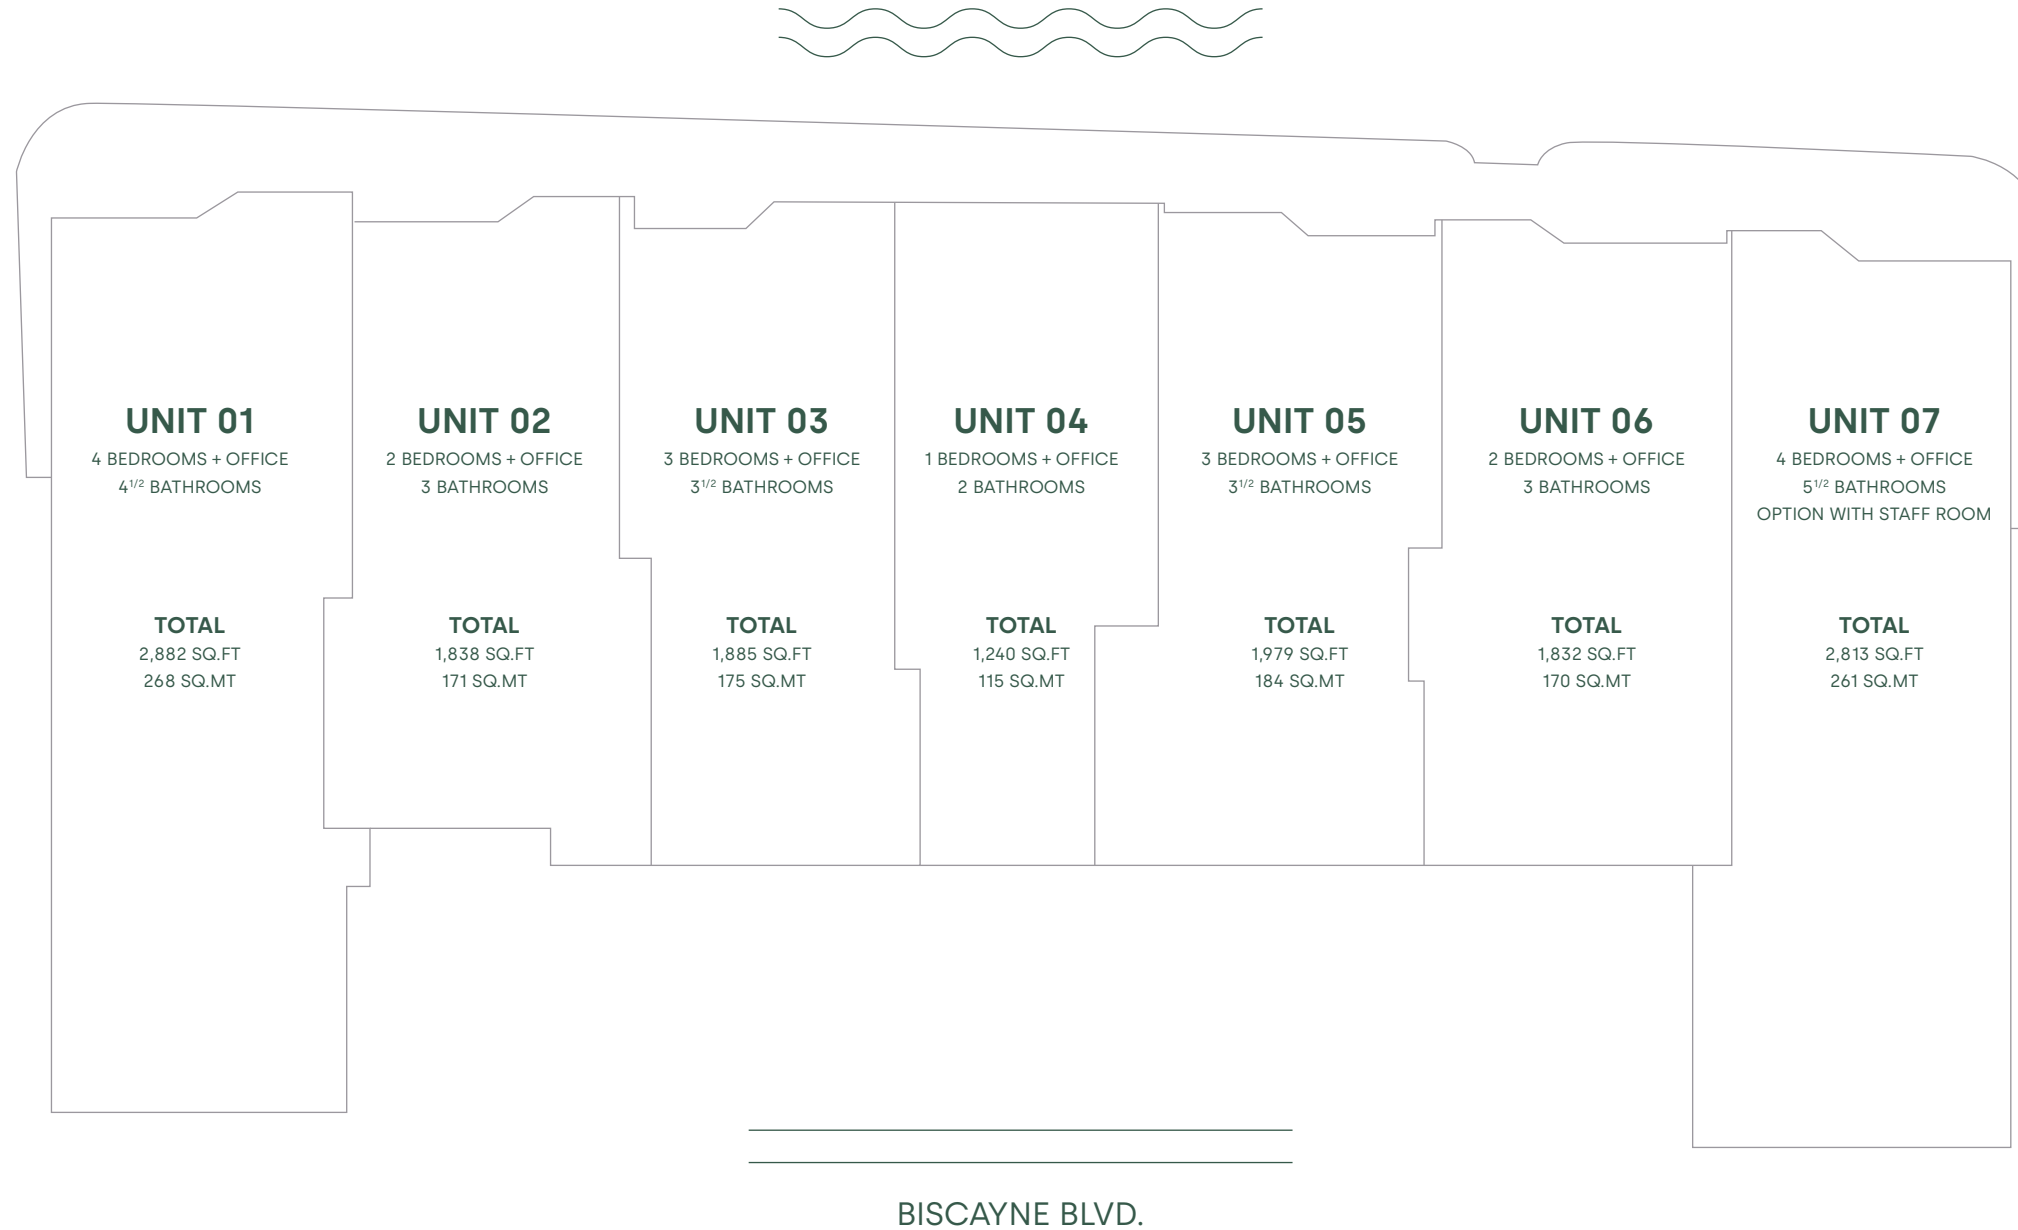 UNIT 01
4 BEDROOMS + OFFICE
4 1/2 BATHROOMS
TOTAL
2,882 SQ.FT
268 SQ.MT
UNIT 02
2 BEDROOMS + OFFICE
3 BATHROOMS
TOTAL
1,838 SQ.FT
171 SQ.MT
UNIT 03
3 BEDROOMS + OFFICE
3 1/2 BATHROOMS
TOTAL
1,885 SQ.FT
175 SQ.MT
UNIT 04
1 BEDROOMS + OFFICE
2 BATHROOMS
TOTAL
1,240 SQ.FT
115 SQ.MT
UNIT 05
3 BEDROOMS + OFFICE
3 1/2 BATHROOMS
TOTAL
1,979 SQ.FT
184 SQ.MT
UNIT 06
2 BEDROOMS + OFFICE
3 BATHROOMS
TOTAL
1,832 SQ.FT
170 SQ.MT
UNIT 07
4 BEDROOMS + OFFICE
5 1/2 BATHROOMS
OPTION WITH STAFF ROOM
TOTAL
2,813 SQ.FT
261 SQ.MT
BISCAYNE BLVD.